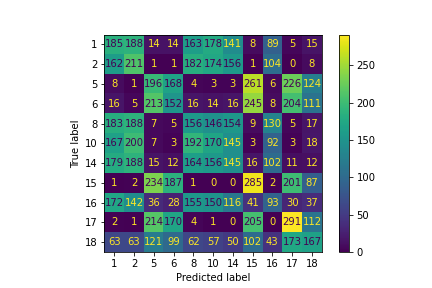 1 185 188 14 14 163 178 141 8 89 5 15
2 162 211 1 1 182 174 156 1 104 0 8
5 8 1 196 168 4 3 3 261 6 226 124
6 16 5 213 152 16 14 16 245 8 204 111
8 183 188 7 5 156 146 154 9 130 5 17
10 167 200 7 3 192 170 145 3 92 3 18
14 179 188 15 12 164 156 145 16 102 11 12
15 1 2 234 187 1 0 0 285 2 201 87
16 172 142 36 28 155 150 116 41 93 30 37
17 2 1 214 170 4 1 0 205 0 291 112
18 63 63 121 99 62 57 50 102 43 173 167
1 2 5 6 8 10 14 15 16 17 18
Predicted label
True label
250
200
150
100
50
0